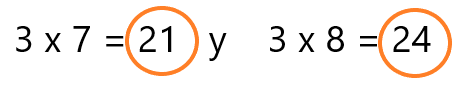 3 x 7 = 21 y 3 x 8 = 24